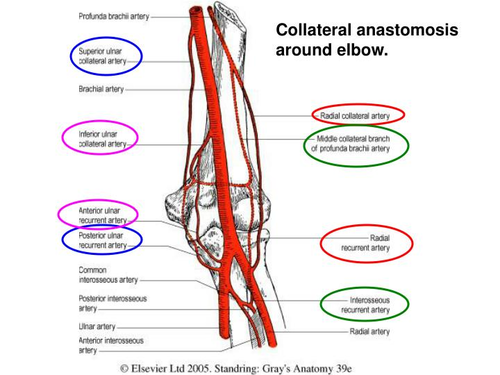 Collateral anastomosis
around elbow.
Profunda brachii artery
Superior ulnar
collateral artery
Brachial artery
Inferior ulnar
collateral artery
Anterior ulnar
recurrent artery
Posterior ulnar
recurrent artery
Common
interosseous artery
Posterior interosseous
artery
Ulnar artery
Anterior interosseous
artery
Radial collateral artery
Middle collateral branch
of profunda brachii artery
Radial
recurrent artery
Interosseous
recurrent artery
Radial artery
© Elsevier Ltd 2005. Standring: Gray's Anatomy 39e